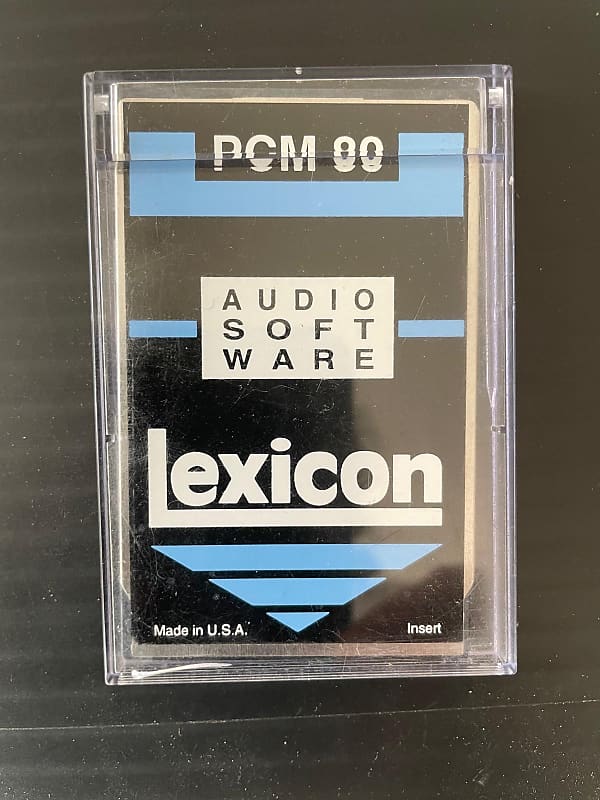 PCM 80
AUDIO
SOFT
WARE
lexicon
Made in U.S.A.
Insert